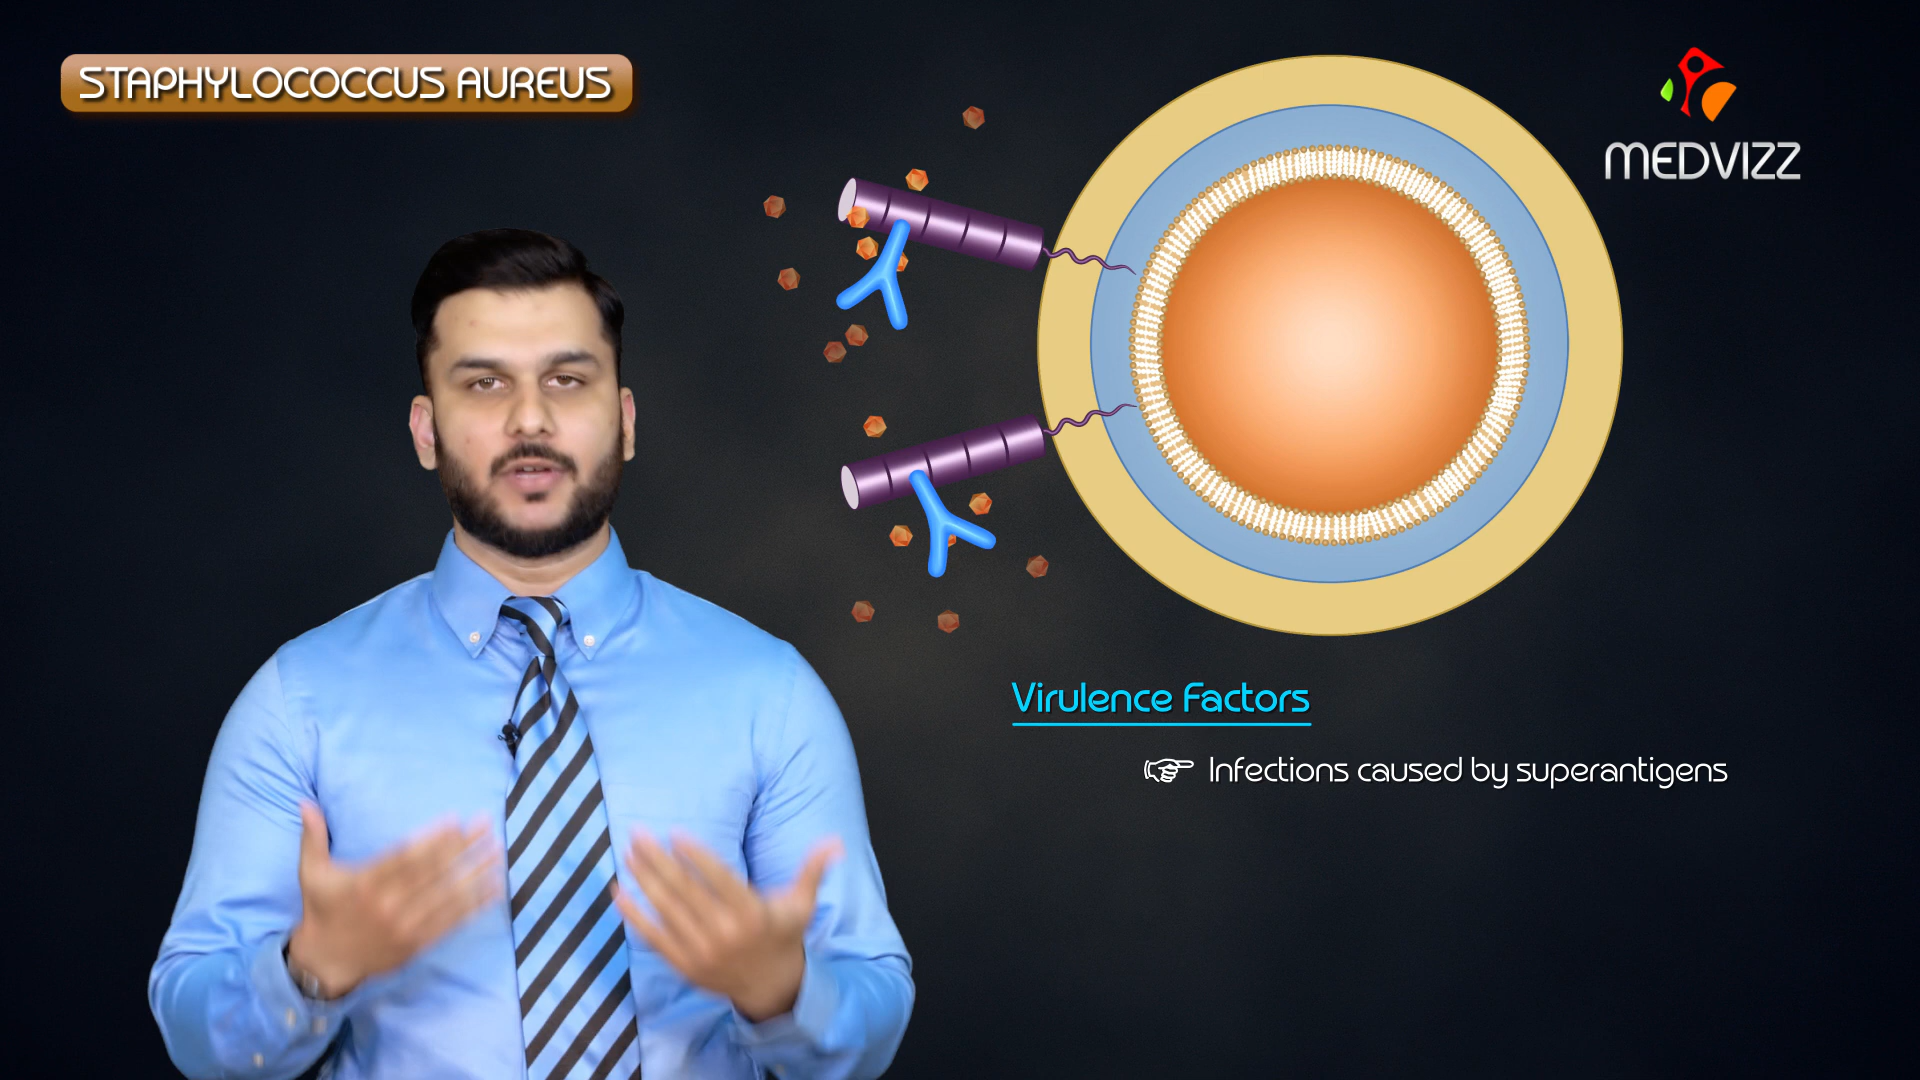 STAPHYLOCOCCUS AUREUS
MEDVIZZ
Virulence Factors
Infections caused by superantigens